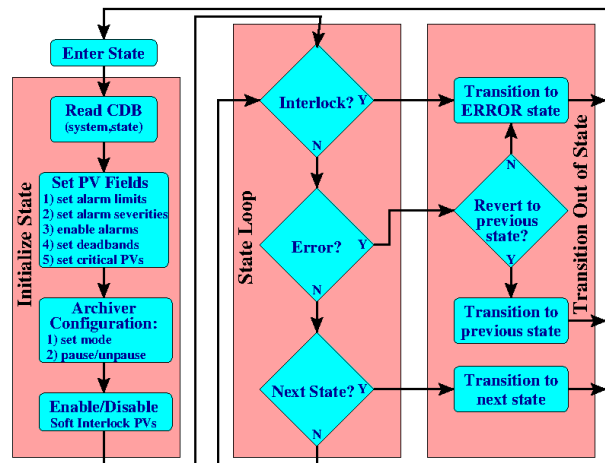 Enter State
Initialize State
Read CDB
(system,state)
Set PV Fields
1) set alarm limits
2) set alarm severities
3) enable alarms
4) set deadbands
5) set critical PVs
Archiver
Configuration:
1) set mode
2) pause/unpause
Enable/Disable
Soft Interlock PVs
State Loop
Interlock?
Y
N
Error?
Y
N
Next State?
Y
N
Transition Out of State
Transition to
ERROR state
N
Revert to
previous
state?
Y
Transition to
previous state
Transition to
next state